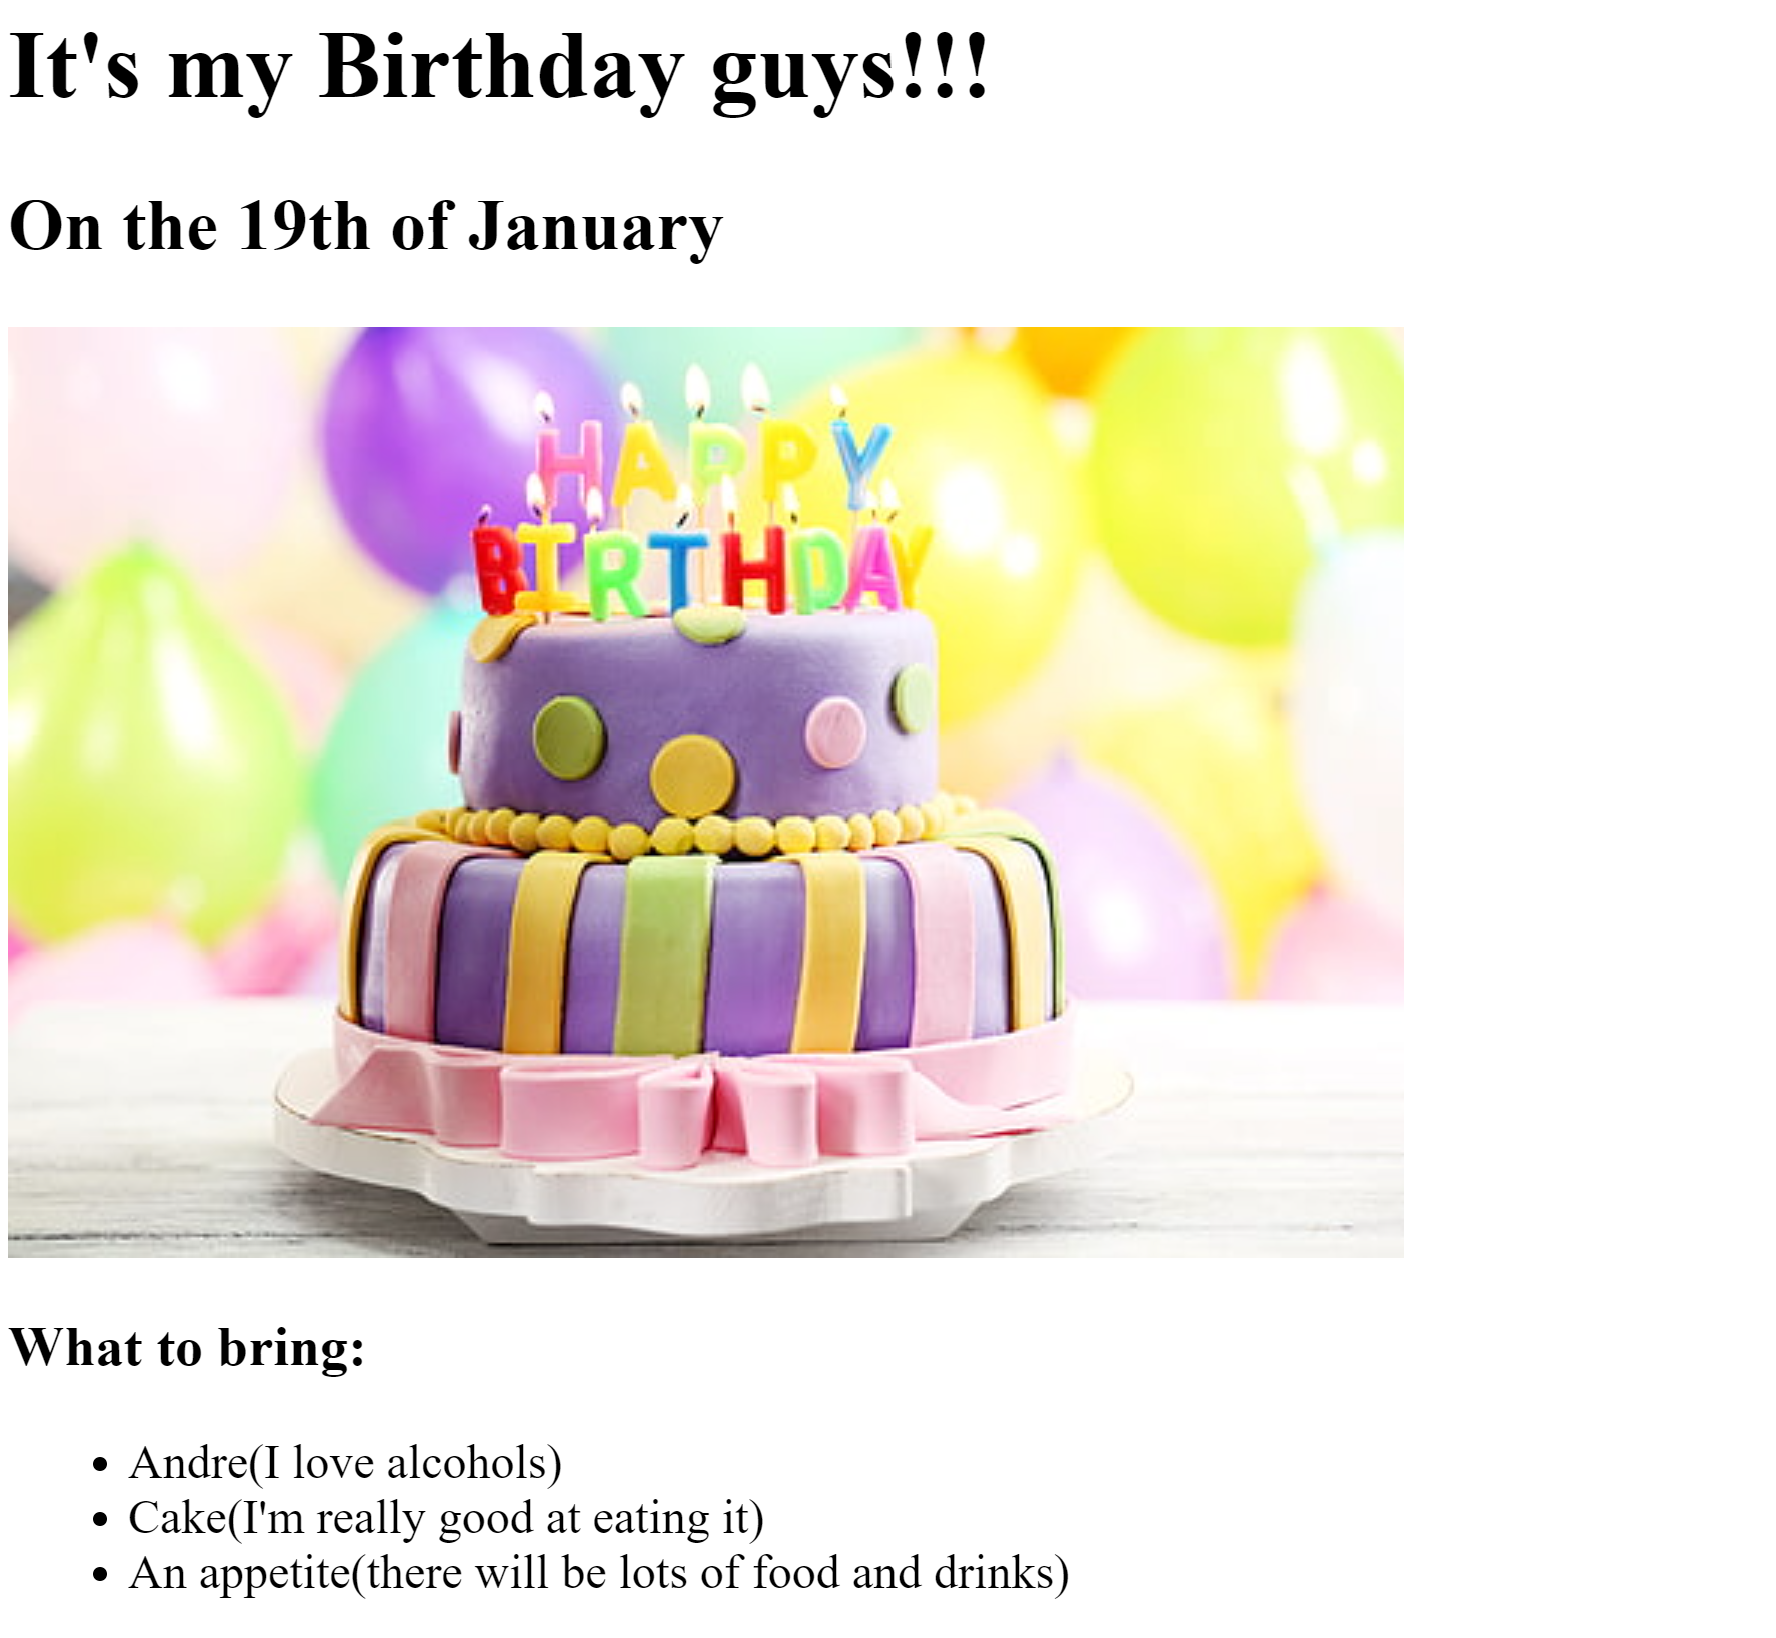 It's my Birthday guys!!!
On the 19th of January
HAPPY
BIRTHDAY
What to bring:
Andre(I love alcohols)
Cake(I'm really good at eating it)
An appetite(there will be lots of food and drinks)